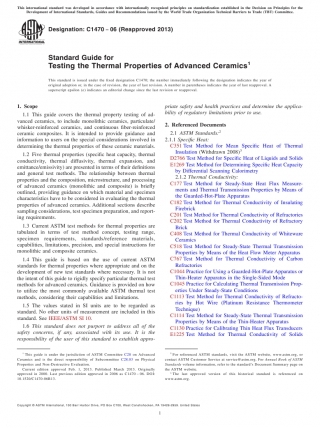 This international standard was developed in accordance with internationally recognized principles on standardization established in the Decision on Principles for the
Development of International Standards, Guides and Recommendations issued by the World Trade Organization Technical Barriers to Trade (TBT) Committee.
Designation: C1470 − 06 (Reapproved 2013)
INTERNATIONAL
Standard Guide for
Testing the Thermal Properties of Advanced Ceramics¹
This standard is issued under the fixed designation C1470; the number immediately following the designation indicates the year of
original adoption or, in the case of revision, the year of last revision. A number in parentheses indicates the year of last reapproval. A
superscript epsilon (ε) indicates an editorial change since the last revision or reapproval.
1. Scope
1.1 This guide covers the thermal property testing of ad-
vanced ceramics, to include monolithic ceramics, particulate/
whisker-reinforced ceramics, and continuous fiber-reinforced
ceramic composites. It is intended to provide guidance and
information to users on the special considerations involved in
determining the thermal properties of these ceramic materials.
1.2 Five thermal properties (specific heat capacity, thermal
conductivity, thermal diffusivity, thermal expansion, and
emittance/emissivity) are presented in terms of their definitions
and general test methods. The relationship between thermal
properties and the composition, microstructure, and processing
of advanced ceramics (monolithic and composite) is briefly
outlined, providing guidance on which material and specimen
characteristics have to be considered in evaluating the thermal
properties of advanced ceramics. Additional sections describe
sampling considerations, test specimen preparation, and report-
ing requirements.
1.3 Current ASTM test methods for thermal properties are
tabulated in terms of test method concept, testing range,
specimen requirements, standards/reference materials,
capabilities, limitations, precision, and special instructions for
monolithic and composite ceramics.
1.4 This guide is based on the use of current ASTM
standards for thermal properties where appropriate and on the
development of new test standards where necessary. It is not
the intent of this guide to rigidly specify particular thermal test
methods for advanced ceramics. Guidance is provided on how
to utilize the most commonly available ASTM thermal test
methods, considering their capabilities and limitations.
1.5 The values stated in SI units are to be regarded as
standard. No other units of measurement are included in this
standard. See IEEE/ASTM SI 10.
1.6 This standard does not purport to address all of the
safety concerns, if any, associated with its use. It is the
responsibility of the user of this standard to establish appro-
¹ This guide is under the jurisdiction of ASTM Committee C28 on Advanced
Ceramics and is the direct responsibility of Subcommittee C28.03 on Physical
Properties and Non-Destructive Evaluation.
Current edition approved Feb. 1, 2013. Published March 2013. Originally
approved in 2000. Last previous edition approved in 2006 as C1470 – 06. DOI:
10.1520/C1470-06R13.
priate safety and health practices and determine the applica-
bility of regulatory limitations prior to use.
2. Referenced Documents
2.1 ASTM Standards:²
2.1.1 Specific Heat:
C351 Test Method for Mean Specific Heat of Thermal
Insulation (Withdrawn 2008)³
D2766 Test Method for Specific Heat of Liquids and Solids
E1269 Test Method for Determining Specific Heat Capacity
by Differential Scanning Calorimetry
2.1.2 Thermal Conductivity:
C177 Test Method for Steady-State Heat Flux Measure-
ments and Thermal Transmission Properties by Means of
the Guarded-Hot-Plate Apparatus
C182 Test Method for Thermal Conductivity of Insulating
Firebrick
C201 Test Method for Thermal Conductivity of Refractories
C202 Test Method for Thermal Conductivity of Refractory
Brick
C408 Test Method for Thermal Conductivity of Whiteware
Ceramics
C518 Test Method for Steady-State Thermal Transmission
Properties by Means of the Heat Flow Meter Apparatus
C767 Test Method for Thermal Conductivity of Carbon
Refractories
C1044 Practice for Using a Guarded-Hot-Plate Apparatus or
Thin-Heater Apparatus in the Single-Sided Mode
C1045 Practice for Calculating Thermal Transmission Prop-
erties Under Steady-State Conditions
C1113 Test Method for Thermal Conductivity of Refracto-
ries by Hot Wire (Platinum Resistance Thermometer
Technique)
C1114 Test Method for Steady-State Thermal Transmission
Properties by Means of the Thin-Heater Apparatus
C1130 Practice for Calibrating Thin Heat Flux Transducers
E1225 Test Method for Thermal Conductivity of Solids
² For referenced ASTM standards, visit the ASTM website, www.astm.org, or
contact ASTM Customer Service at service@astm.org. For Annual Book of ASTM
Standards volume information, refer to the standard's Document Summary page on
the ASTM website.
³ The last approved version of this historical standard is referenced on
www.astm.org.
Copyright © ASTM International, 100 Barr Harbor Drive, PO Box C700, West Conshohocken, PA 19428-2959. United States
1